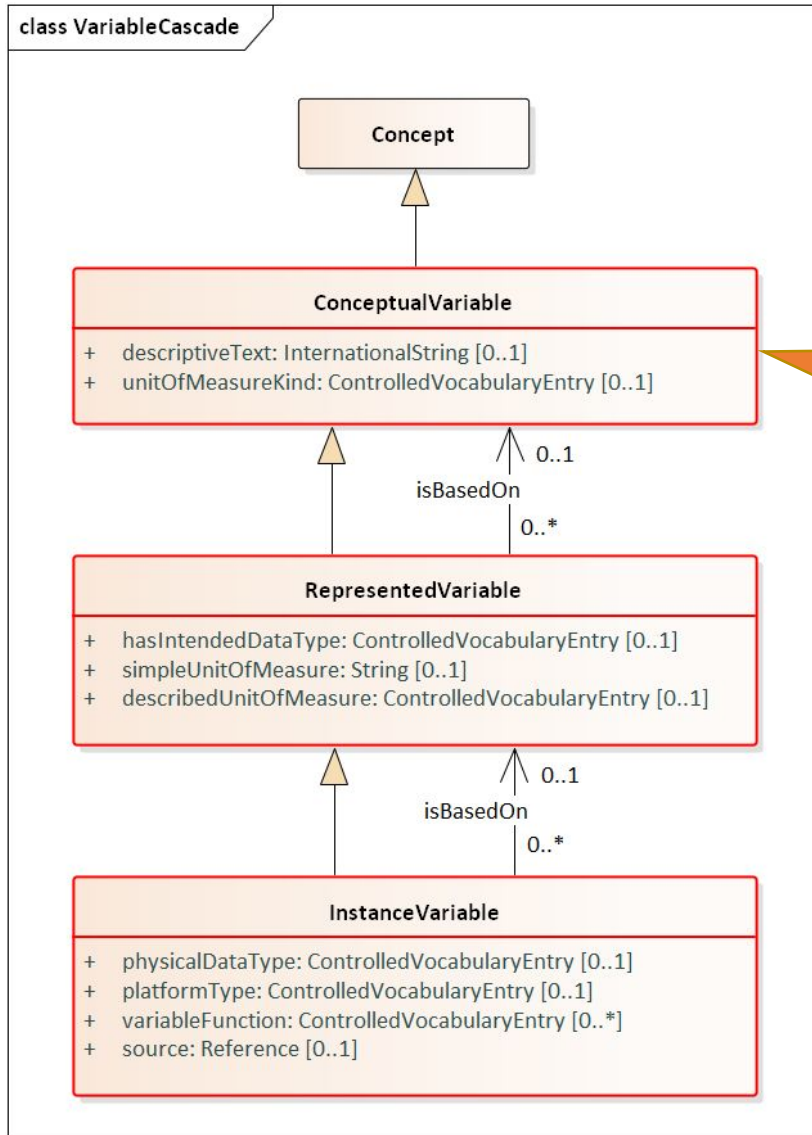 class VariableCascade
Concept
ConceptualVariable
+ descriptiveText: InternationalString [0..1]
+ unitOfMeasureKind: ControlledVocabularyEntry [0..1]
0..1
isBasedOn
0..*
RepresentedVariable
+ hasIntendedDataType: ControlledVocabularyEntry [0..1]
+ simpleUnitOfMeasure: String [0..1]
+ describedUnitOfMeasure: ControlledVocabularyEntry [0..1]
0..1
isBasedOn
0..*
InstanceVariable
+ physicalDataType: ControlledVocabularyEntry [0..1]
+ platformType: ControlledVocabularyEntry [0..1]
+ variableFunction: ControlledVocabularyEntry [0..*]
+ source: Reference [0..1]